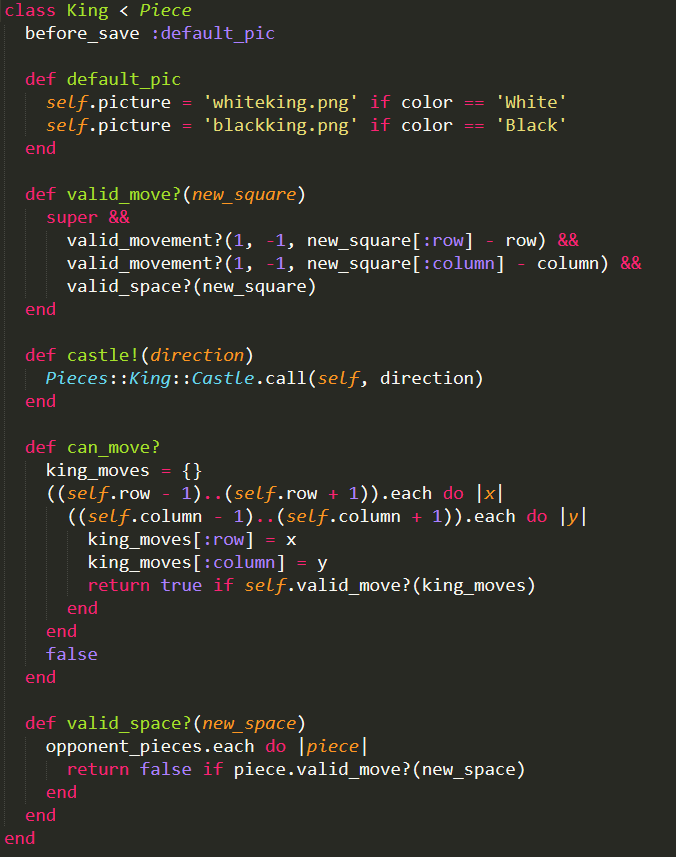 class King < Piece
  before_save :default_pic

  def default_pic
    self.picture = 'whiteking.png' if color == 'White'
    self.picture = 'blackking.png' if color == 'Black'
  end

  def valid_move?(new_square)
    super &&
      valid_movement?(1, -1, new_square[:row] - row) &&
      valid_movement?(1, -1, new_square[:column] - column) &&
      valid_space?(new_square)
  end

  def castle!(direction)
    Pieces::King::Castle.call(self, direction)
  end

  def can_move?
    king_moves = {}
    ((self.row - 1)..(self.row + 1)).each do |x|
      ((self.column - 1)..(self.column + 1)).each do |y|
        king_moves[:row] = x
        king_moves[:column] = y
        return true if self.valid_move?(king_moves)
      end
    end
    false
  end

  def valid_space?(new_space)
    opponent_pieces.each do |piece|
      return false if piece.valid_move?(new_space)
    end
  end
end